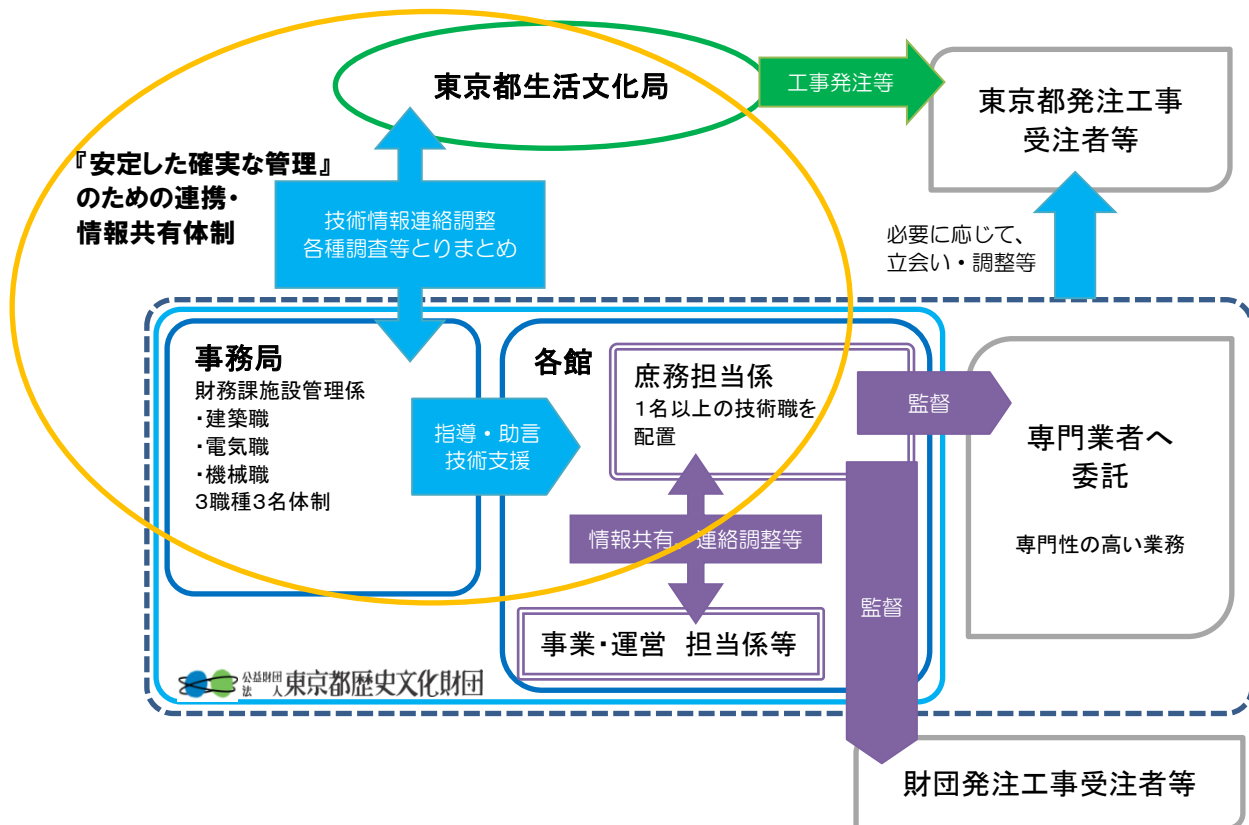 東京都生活文化局
工事発注等
東京都発注工事
受注者等
『安定した確実な管理』
のための連携・
情報共有体制
技術情報連絡調整
各種調査等とりまとめ
必要に応じて、
立会い・調整等
事務局
財務課施設管理係
・建築職
・電気職
・機械職
3職種3名体制
指導・助言
技術支援
各館
庶務担当係
1名以上の技術職を
配置
監督
専門業者へ
委託
専門性の高い業務
情報共有、連絡調整等
監督
事業・運営 担当係等
公益財団法人 東京都歴史文化財団
財団発注工事受注者等